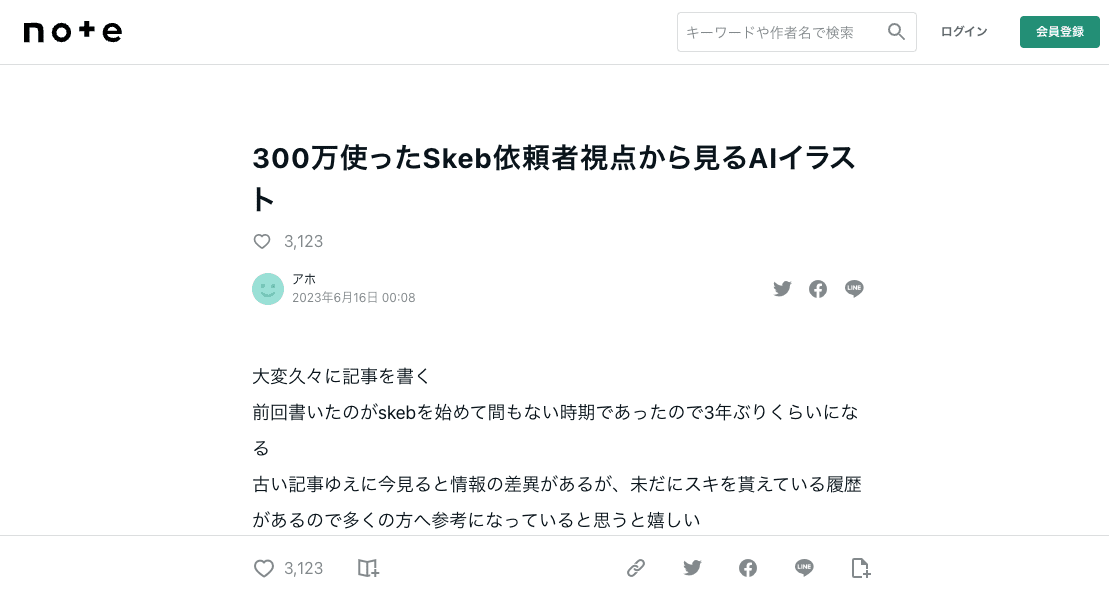 note
キーワードや作者名で検索
ログイン
会員登録
300万使ったSkeb依頼者視点から見るAIイラス
ト
3,123
アホ
2023年6月16日 00:08
LINE
大変久々に記事を書く
前回書いたのがskebを始めて間もない時期であったので3年ぶりくらいにな
る
古い記事ゆえに今見ると情報の差異があるが、未だにスキを貰えている履歴
があるので多くの方へ参考になっていると思うと嬉しい
3,123
LINE